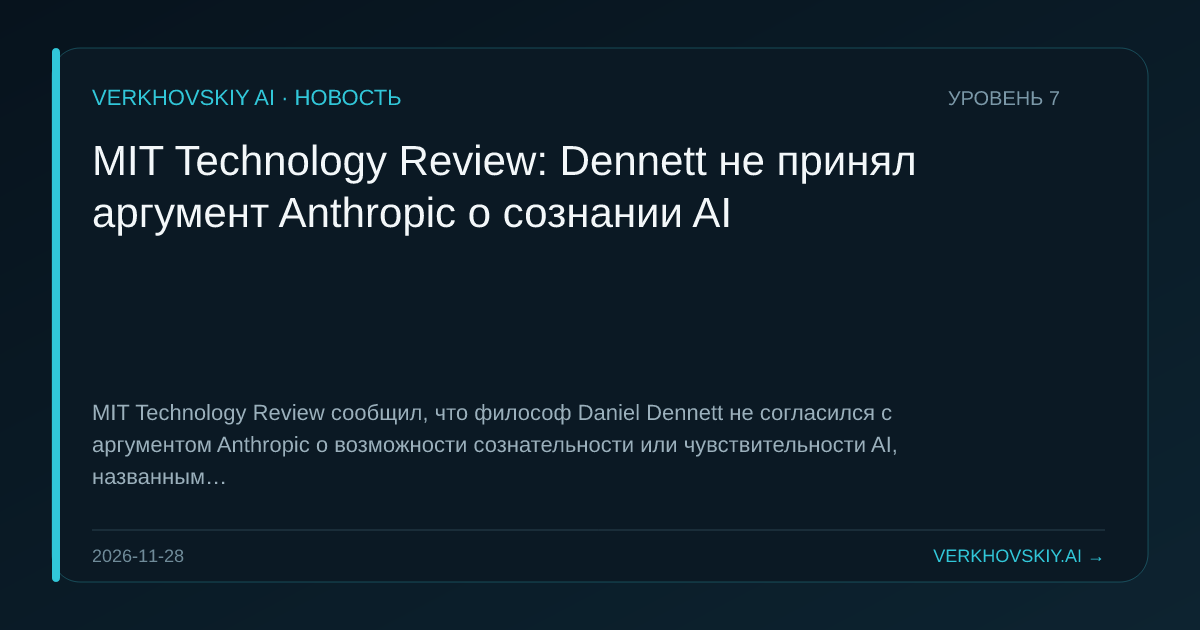 VERKHOVSKIY AI · НОВОСТЬ
УРОВЕНЬ 7
MIT Technology Review: Dennett не принял
аргумент Anthropic о сознании AI
MIT Technology Review сообщил, что философ Daniel Dennett не согласился с
аргументом Anthropic о возможности сознательности или чувствительности AI,
названным…
2026-11-28
VERKHOVSKIY.AI →